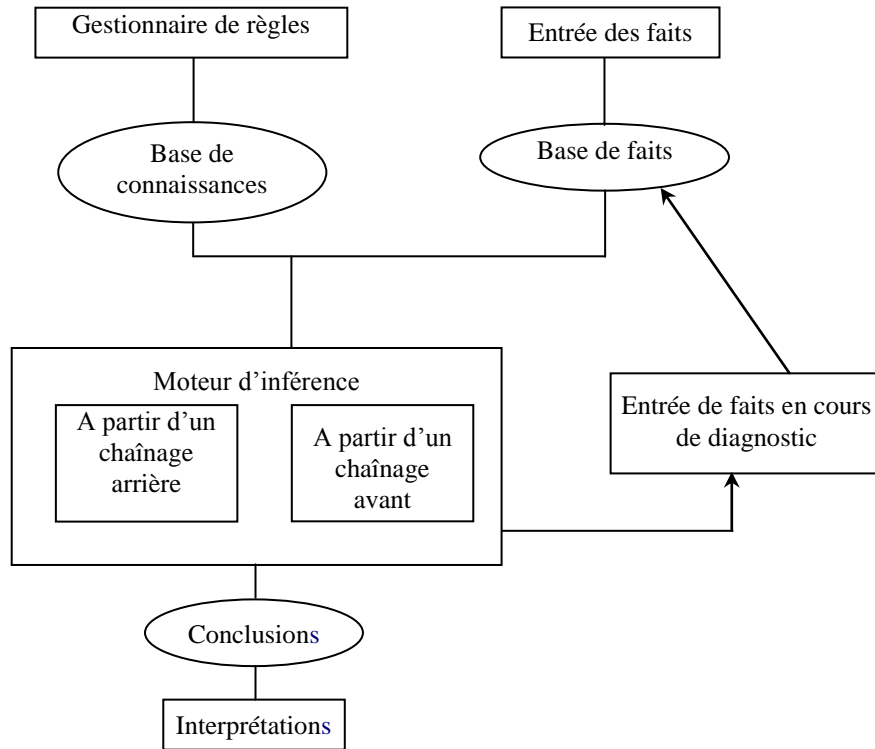 Gestionnaire de règles
Entrée des faits
Base de
connaissances
Base de faits
Moteur d'inférence
A partir d'un
chaînage
arrière
A partir d'un
chaînage
avant
Entrée de faits en cours
de diagnostic
Conclusions
Interprétations